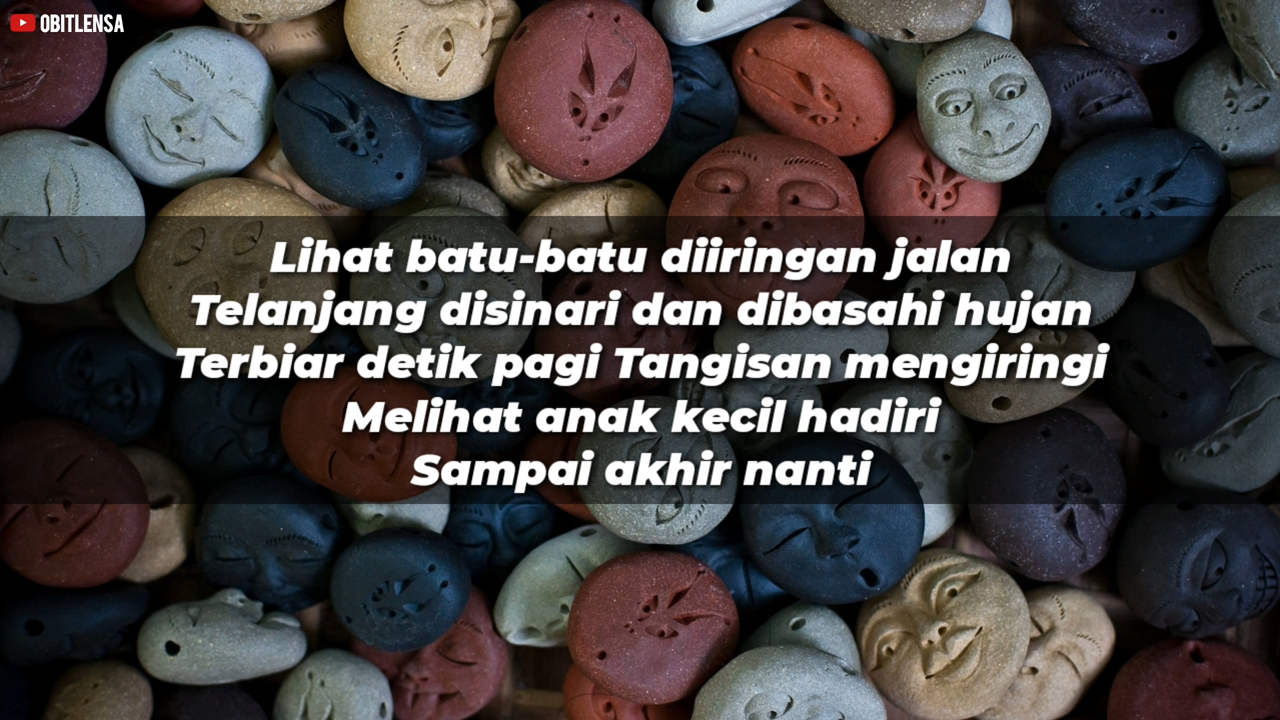 OBITLENSA
Lihat batu-batu diiringan jalan
Telanjang disinari dan dibasahi hujan
Terbiar detik pagi Tangisan mengiringi
Melihat anak kecil hadiri
Sampai akhir nanti